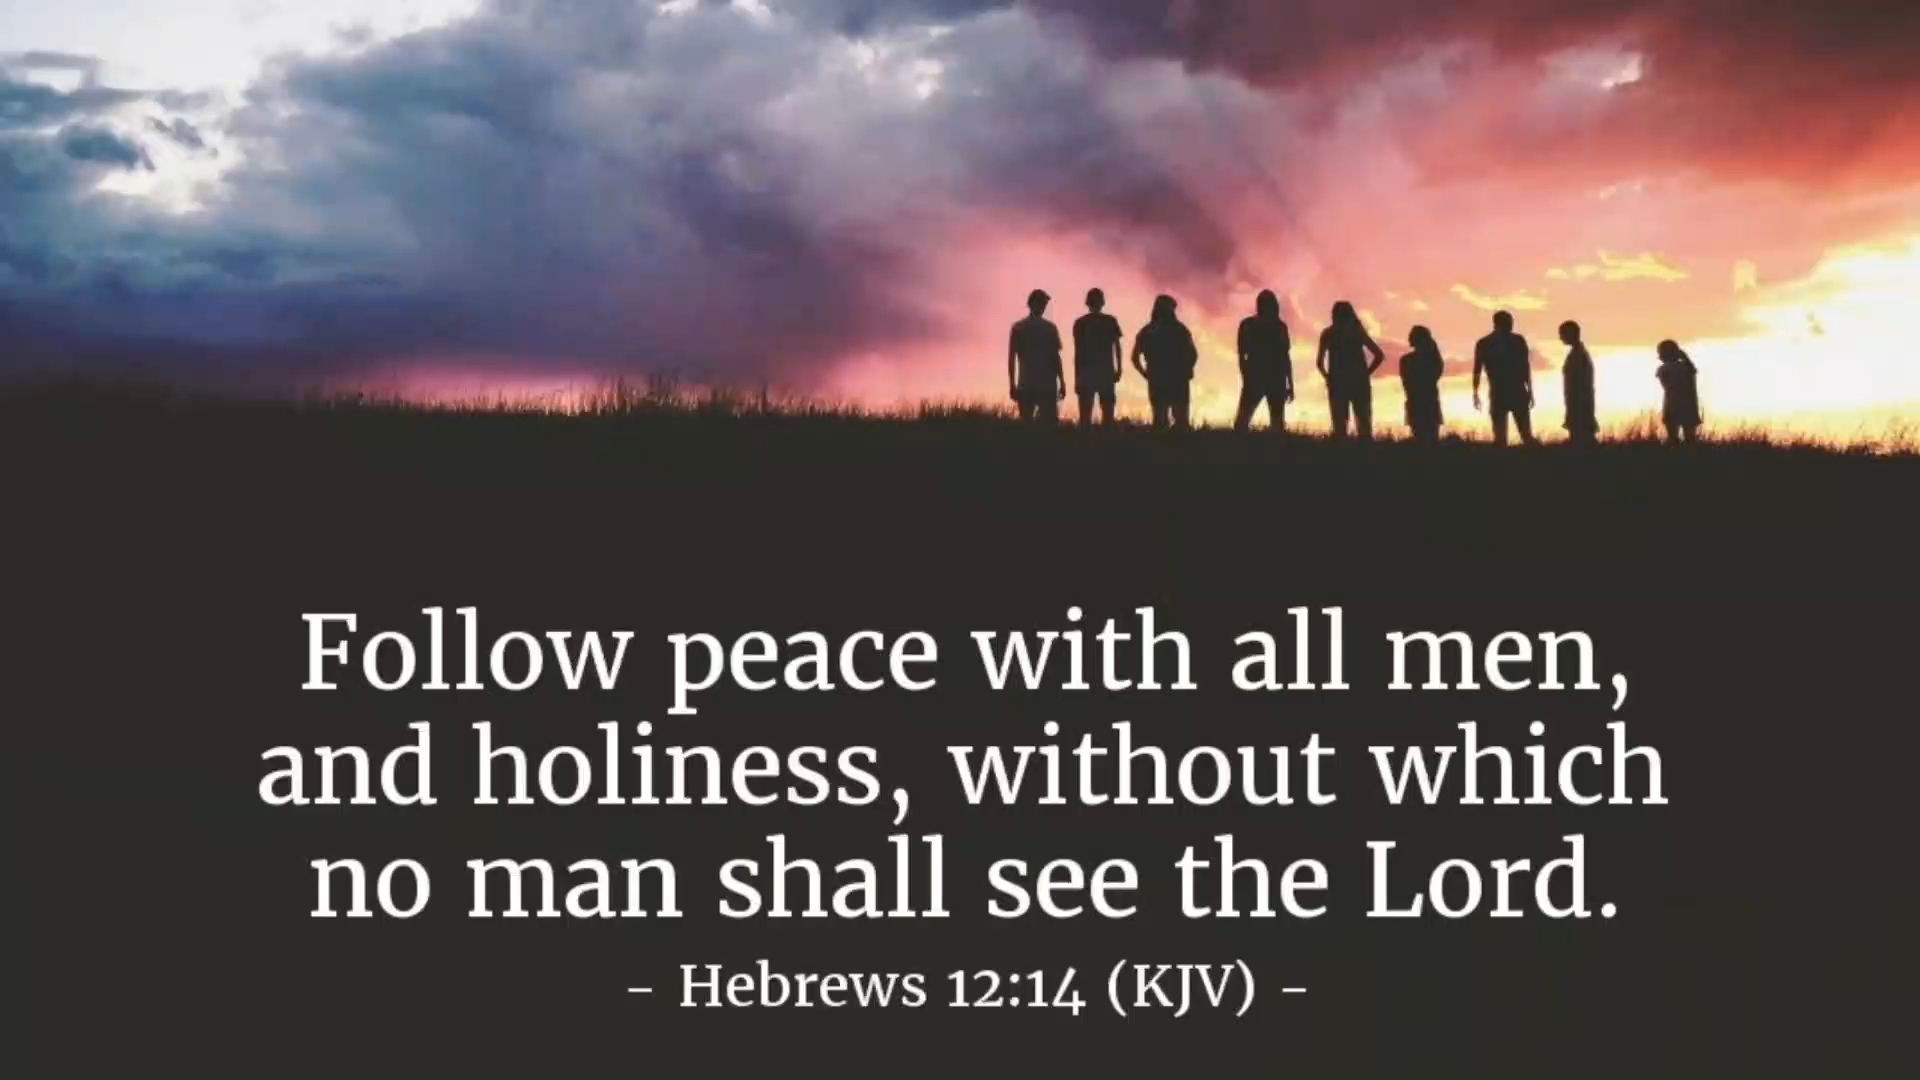 Follow peace with all men,
and holiness, without which
no man shall see the Lord.
- Hebrews 12:14 (KJV) -